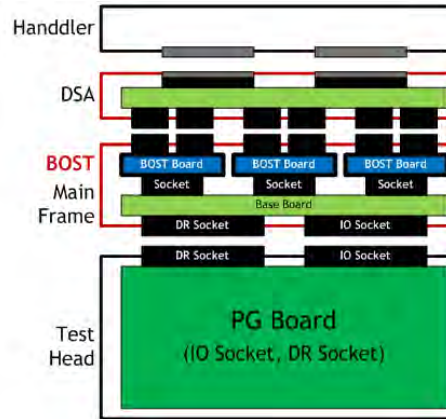 Handdler
DSA
BOST
BOST Board BOST Board BOST Board
Socket Socket Socket
Main
Frame
Base Board
DR Socket IO Socket
DR Socket IO Socket
Test
Head
PG Board
(IO Socket, DR Socket)